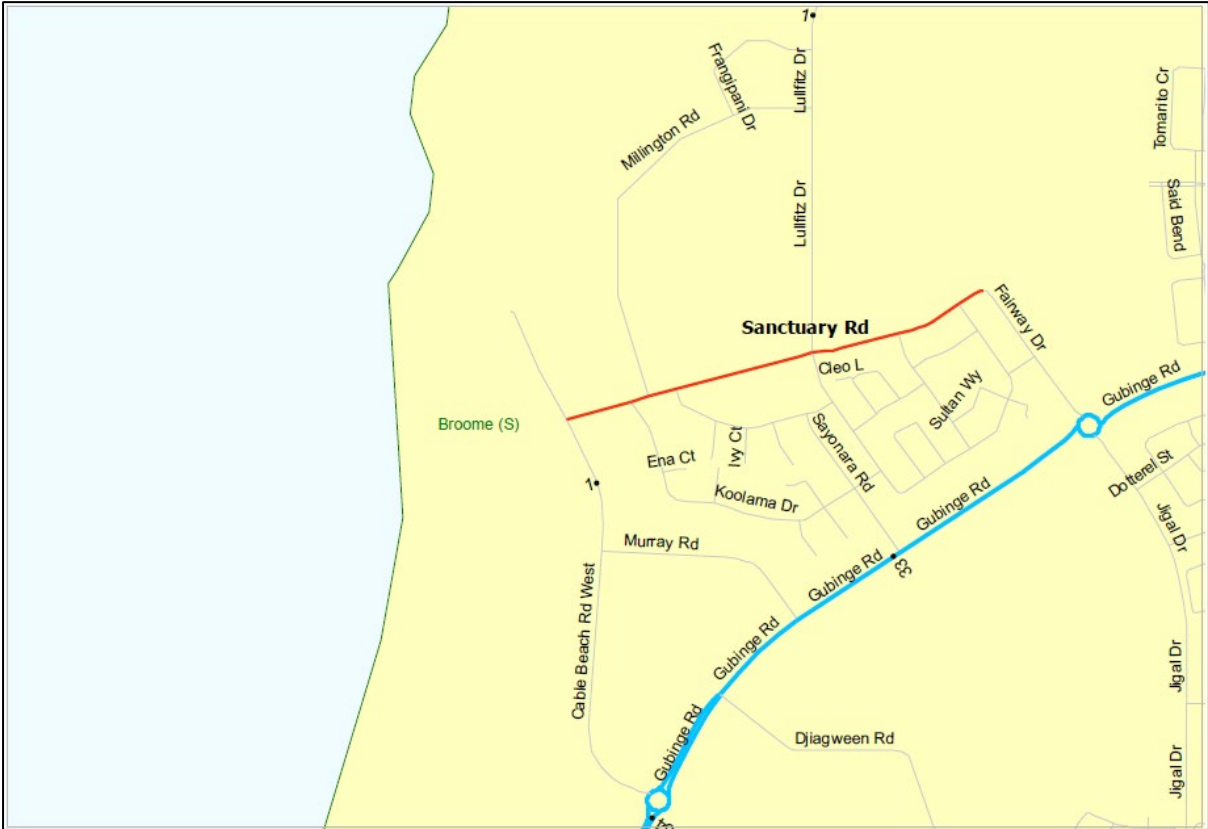 1
Frangipani Dr
Lullfitz Dr
Tomarito Cr
Millington Rd
Lullfitz Dr
Said Bend
Fairway Dr
Sanctuary Rd
Cleo L
Gubinge Rd
Sultan Wy
Broome (S)
Sayonara Rd
Ivy Ct
Ena Ct
Dotterel St
1
Koolama Dr
Gubinge Rd
Jigal Dr
Murray Rd
33
Gubinge Rd
Gubinge Rd
Cable Beach Rd West
Jigal Dr
Gubinge Rd
Djiagween Rd
Jigal Dr